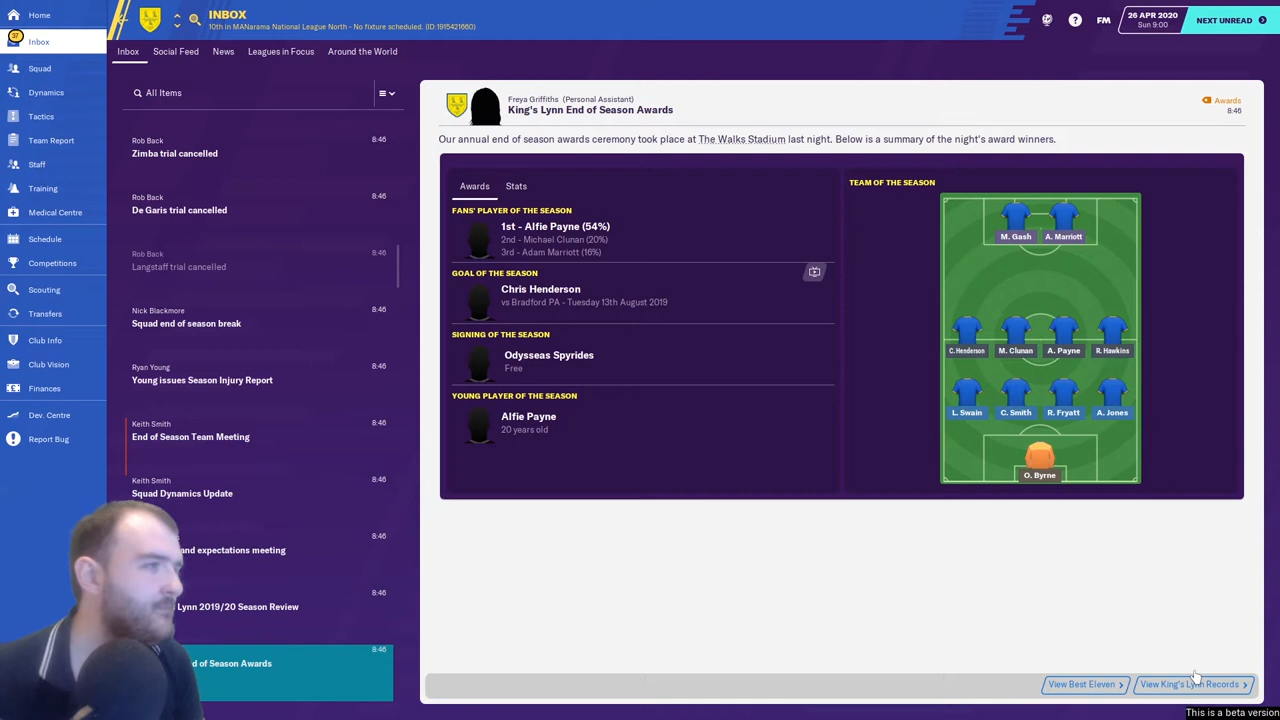 Home
Inbox
37
Squad
Dynamics
Tactics
Team Report
Staff
Training
Medical Centre
Schedule
Competitions
Scouting
Transfers
Club Info
Club Vision
Finances
Dev. Centre
Report Bug
INBOX
10th in MANarama National League North - No fixture scheduled. (ID:1915421660)
FM
26 APR 2020
Sun 9:00
NEXT UNREAD
Inbox
Social Feed
News
Leagues in Focus
Around the World
All Items
Rob Back
8:46
Zimba trial cancelled
Rob Back
8:46
De Garis trial cancelled
Rob Back
8:46
Langstaff trial cancelled
Nick Blackmore
8:46
Squad end of season break
Ryan Young
8:46
Young issues Season Injury Report
Keith Smith
8:46
End of Season Team Meeting
Keith Smith
8:46
Squad Dynamics Update
8:46
and expectations meeting
8:46
Lynn 2019/20 Season Review
8:46
d of Season Awards
Freya Griffiths (Personal Assistant)
King's Lynn End of Season Awards
Awards
8:46
Our annual end of season awards ceremony took place at The Walks Stadium last night. Below is a summary of the night's award winners.
Awards
Stats
FANS' PLAYER OF THE SEASON
1st - Alfie Payne (54%)
2nd - Michael Clunan (20%)
3rd - Adam Marriott (16%)
GOAL OF THE SEASON
Chris Henderson
vs Bradford PA - Tuesday 13th August 2019
SIGNING OF THE SEASON
Odysseas Spyrides
Free
YOUNG PLAYER OF THE SEASON
Alfie Payne
20 years old
TEAM OF THE SEASON
M. Gash
A. Marriott
C. Henderson
M. Clunan
A. Payne
R. Hawkins
L. Swain
C. Smith
R. Fryatt
A. Jones
O. Byrne
View Best Eleven
View King's Lynn Records
This is a beta version